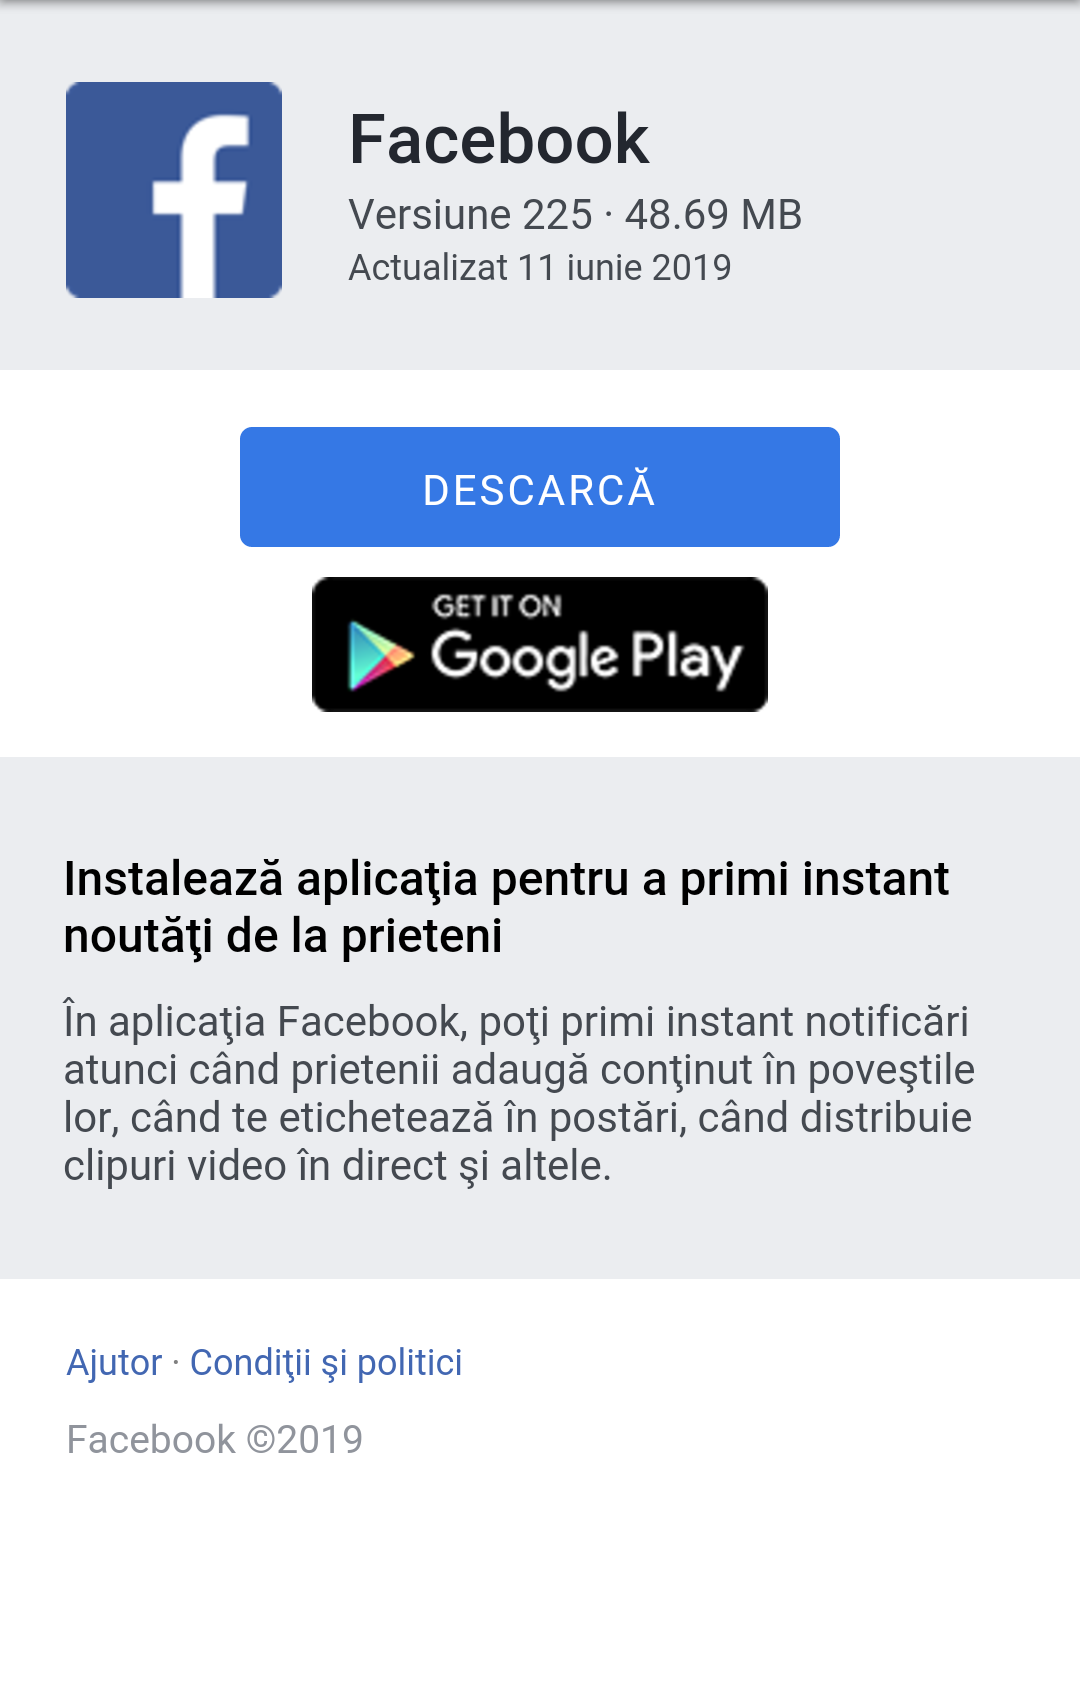 Facebook
Versiune 225 · 48.69 MB
Actualizat 11 iunie 2019
DESCARCĂ
GET IT ON
Google Play
Instalează aplicaţia pentru a primi instant
noutăţi de la prieteni
În aplicaţia Facebook, poţi primi instant notificări
atunci când prietenii adaugă conţinut în poveştile
lor, când te etichetează în postări, când distribuie
clipuri video în direct şi altele.
Ajutor · Condiţii şi politici
Facebook ©2019